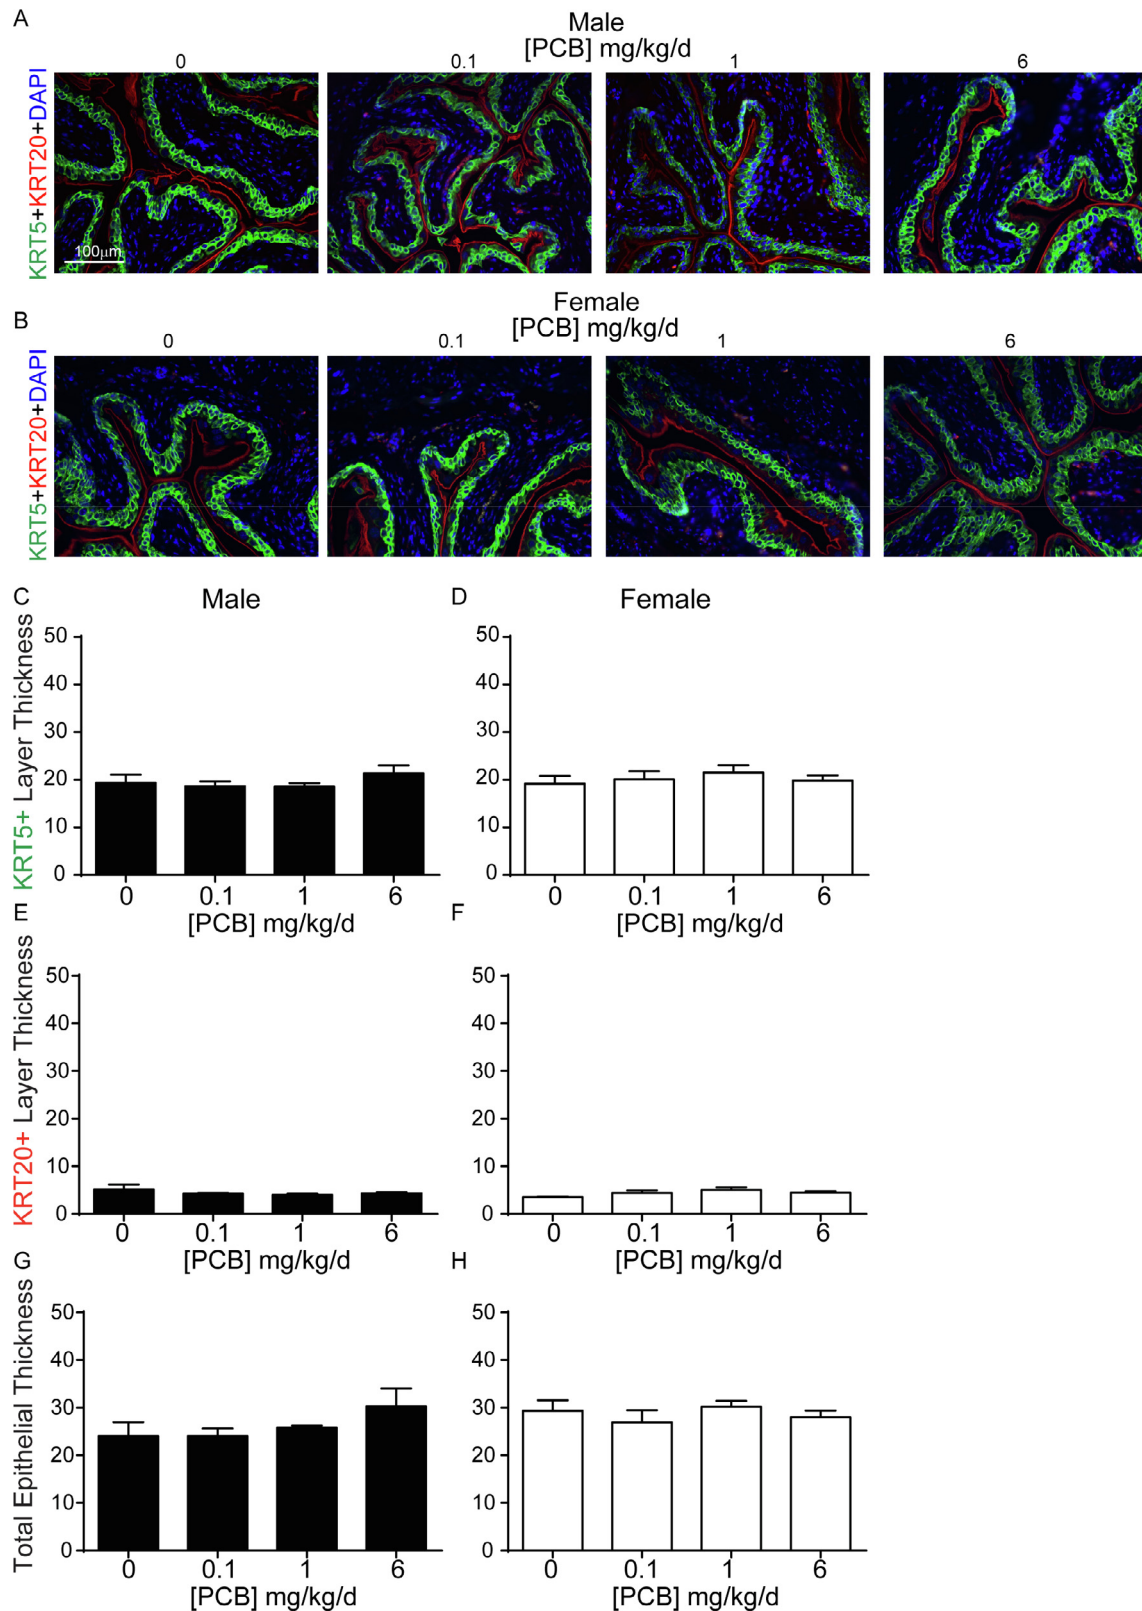 A
Male
[PCB] mg/kg/d
0
0.1
1
6
KRT5+KRT20+DAPI
100μm
B
Female
[PCB] mg/kg/d
0
0.1
1
6
KRT5+KRT20+DAPI
C
Male
D
Female
KRT5+ Layer Thickness
50
40
30
20
10
0
0 0.1 1 6
[PCB] mg/kg/d
50
40
30
20
10
0
0 0.1 1 6
[PCB] mg/kg/d
E
F
KRT20+ Layer Thickness
50
40
30
20
10
0
0 0.1 1 6
[PCB] mg/kg/d
50
40
30
20
10
0
0 0.1 1 6
[PCB] mg/kg/d
G
H
Total Epithelial Thickness
50
40
30
20
10
0
0 0.1 1 6
[PCB] mg/kg/d
50
40
30
20
10
0
0 0.1 1 6
[PCB] mg/kg/d